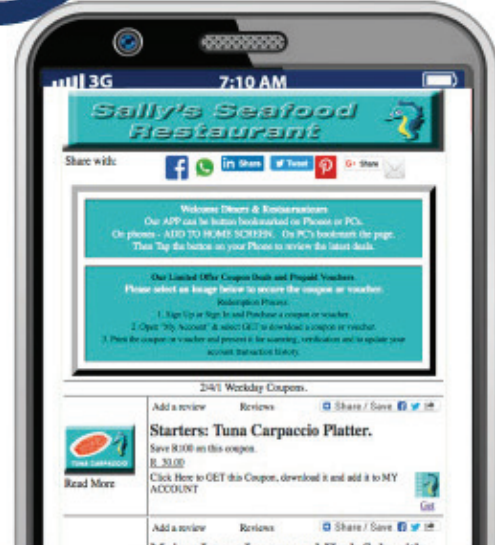 3G 7:10 AM
Sally's Seafood
Restaurant
Share with:
in Share Tweet G+ Share
Welcome Diners & Restaurateurs
Our APP can be button bookmarked on Phones or PCs.
On phones - ADD TO HOME SCREEN. On PC's bookmark the page.
Then Tap the button on your Phone to review the latest deals.
Our Limited Offer Coupon Deals and Prepaid Vouchers.
Please select an Image below to secure the coupon or voucher.
Redemption Process.
1. Sign Up or Sign In and Purchase a coupon or voucher.
2. Open "My Account" & select GET to download a coupon or voucher.
3. Print the coupon or voucher and present it for scanning, verification and to update your
account transaction history.
2/4/1 Weekday Coupons.
Add a review Reviews Share / Save
Starters: Tuna Carpaccio Platter.
Save R100 on this coupon.
R 30.00
TUNA CARPACCIO
Read More
Click Here to GET this Coupon, download it and add it to MY
ACCOUNT
Get
Add a review Reviews Share / Save